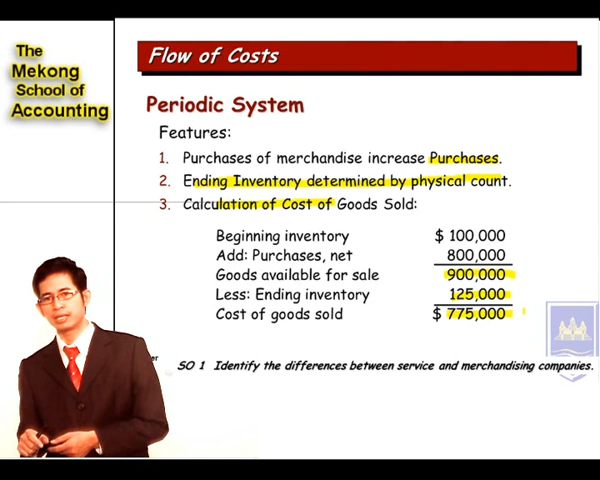 The
Mekong
School of
Accounting
Flow of Costs
Periodic System
Features:
1. Purchases of merchandise increase Purchases.
2. Ending Inventory determined by physical count.
3. Calculation of Cost of Goods Sold:
Beginning inventory $ 100,000
Add: Purchases, net 800,000
Goods available for sale 900,000
Less: Ending inventory 125,000
Cost of goods sold $ 775,000
SO 1 Identify the differences between service and merchandising companies.